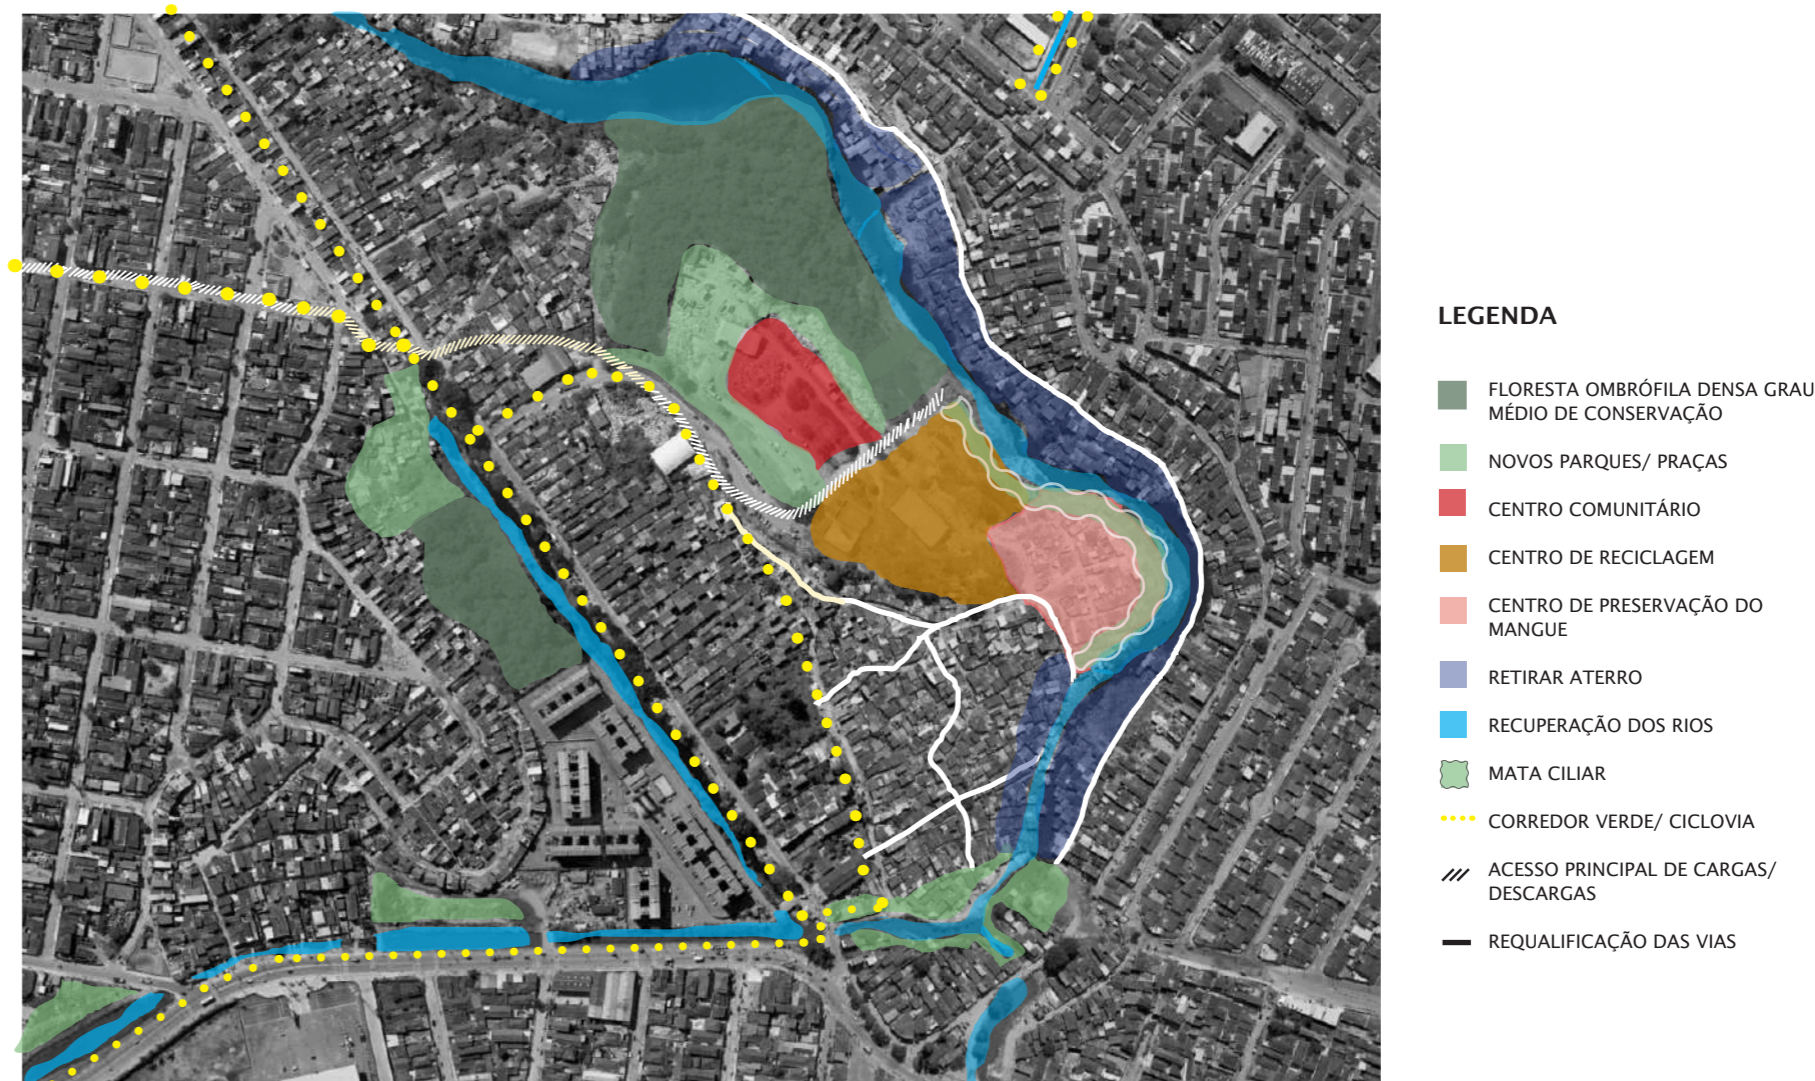 LEGENDA
FLORESTA OMBRÓFILA DENSA GRAU
MÉDIO DE CONSERVAÇÃO
NOVOS PARQUES/ PRAÇAS
CENTRO COMUNITÁRIO
CENTRO DE RECICLAGEM
CENTRO DE PRESERVAÇÃO DO
MANGUE
RETIRAR ATERRO
RECUPERAÇÃO DOS RIOS
MATA CILIAR
CORREDOR VERDE/ CICLOVIA
ACESSO PRINCIPAL DE CARGAS/
DESCARGAS
REQUALIFICAÇÃO DAS VIAS